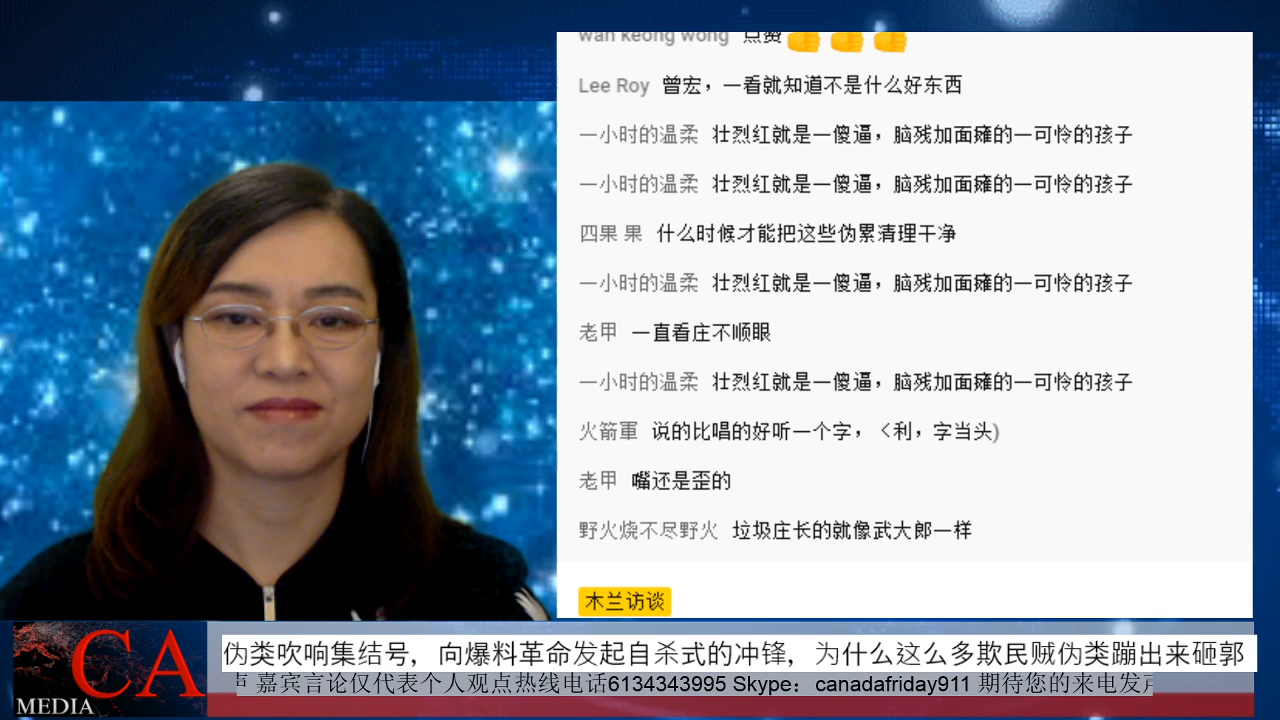 wan keong wong 点赞
Lee Roy 曾宏，一看就知道不是什么好东西
一小时的温柔 壮烈红就是一傻逼，脑残加面瘫的一可怜的孩子
一小时的温柔 壮烈红就是一傻逼，脑残加面瘫的一可怜的孩子
四果 果 什么时候才能把这些伪累清理干净
一小时的温柔 壮烈红就是一傻逼，脑残加面瘫的一可怜的孩子
老甲 一直看庄不顺眼
一小时的温柔 壮烈红就是一傻逼，脑残加面瘫的一可怜的孩子
火箭軍 说的比唱的好听一个字，〈利，字当头)
老甲 嘴还是歪的
野火烧不尽野火 垃圾庄长的就像武大郎一样
木兰访谈
伪类吹响集结号，向爆料革命发起自杀式的冲锋，为什么这么多欺民贼伪类蹦出来砸郭
嘉宾言论仅代表个人观点热线电话6134343995 Skype：canadafriday911 期待您的来电发声
CA
MEDIA